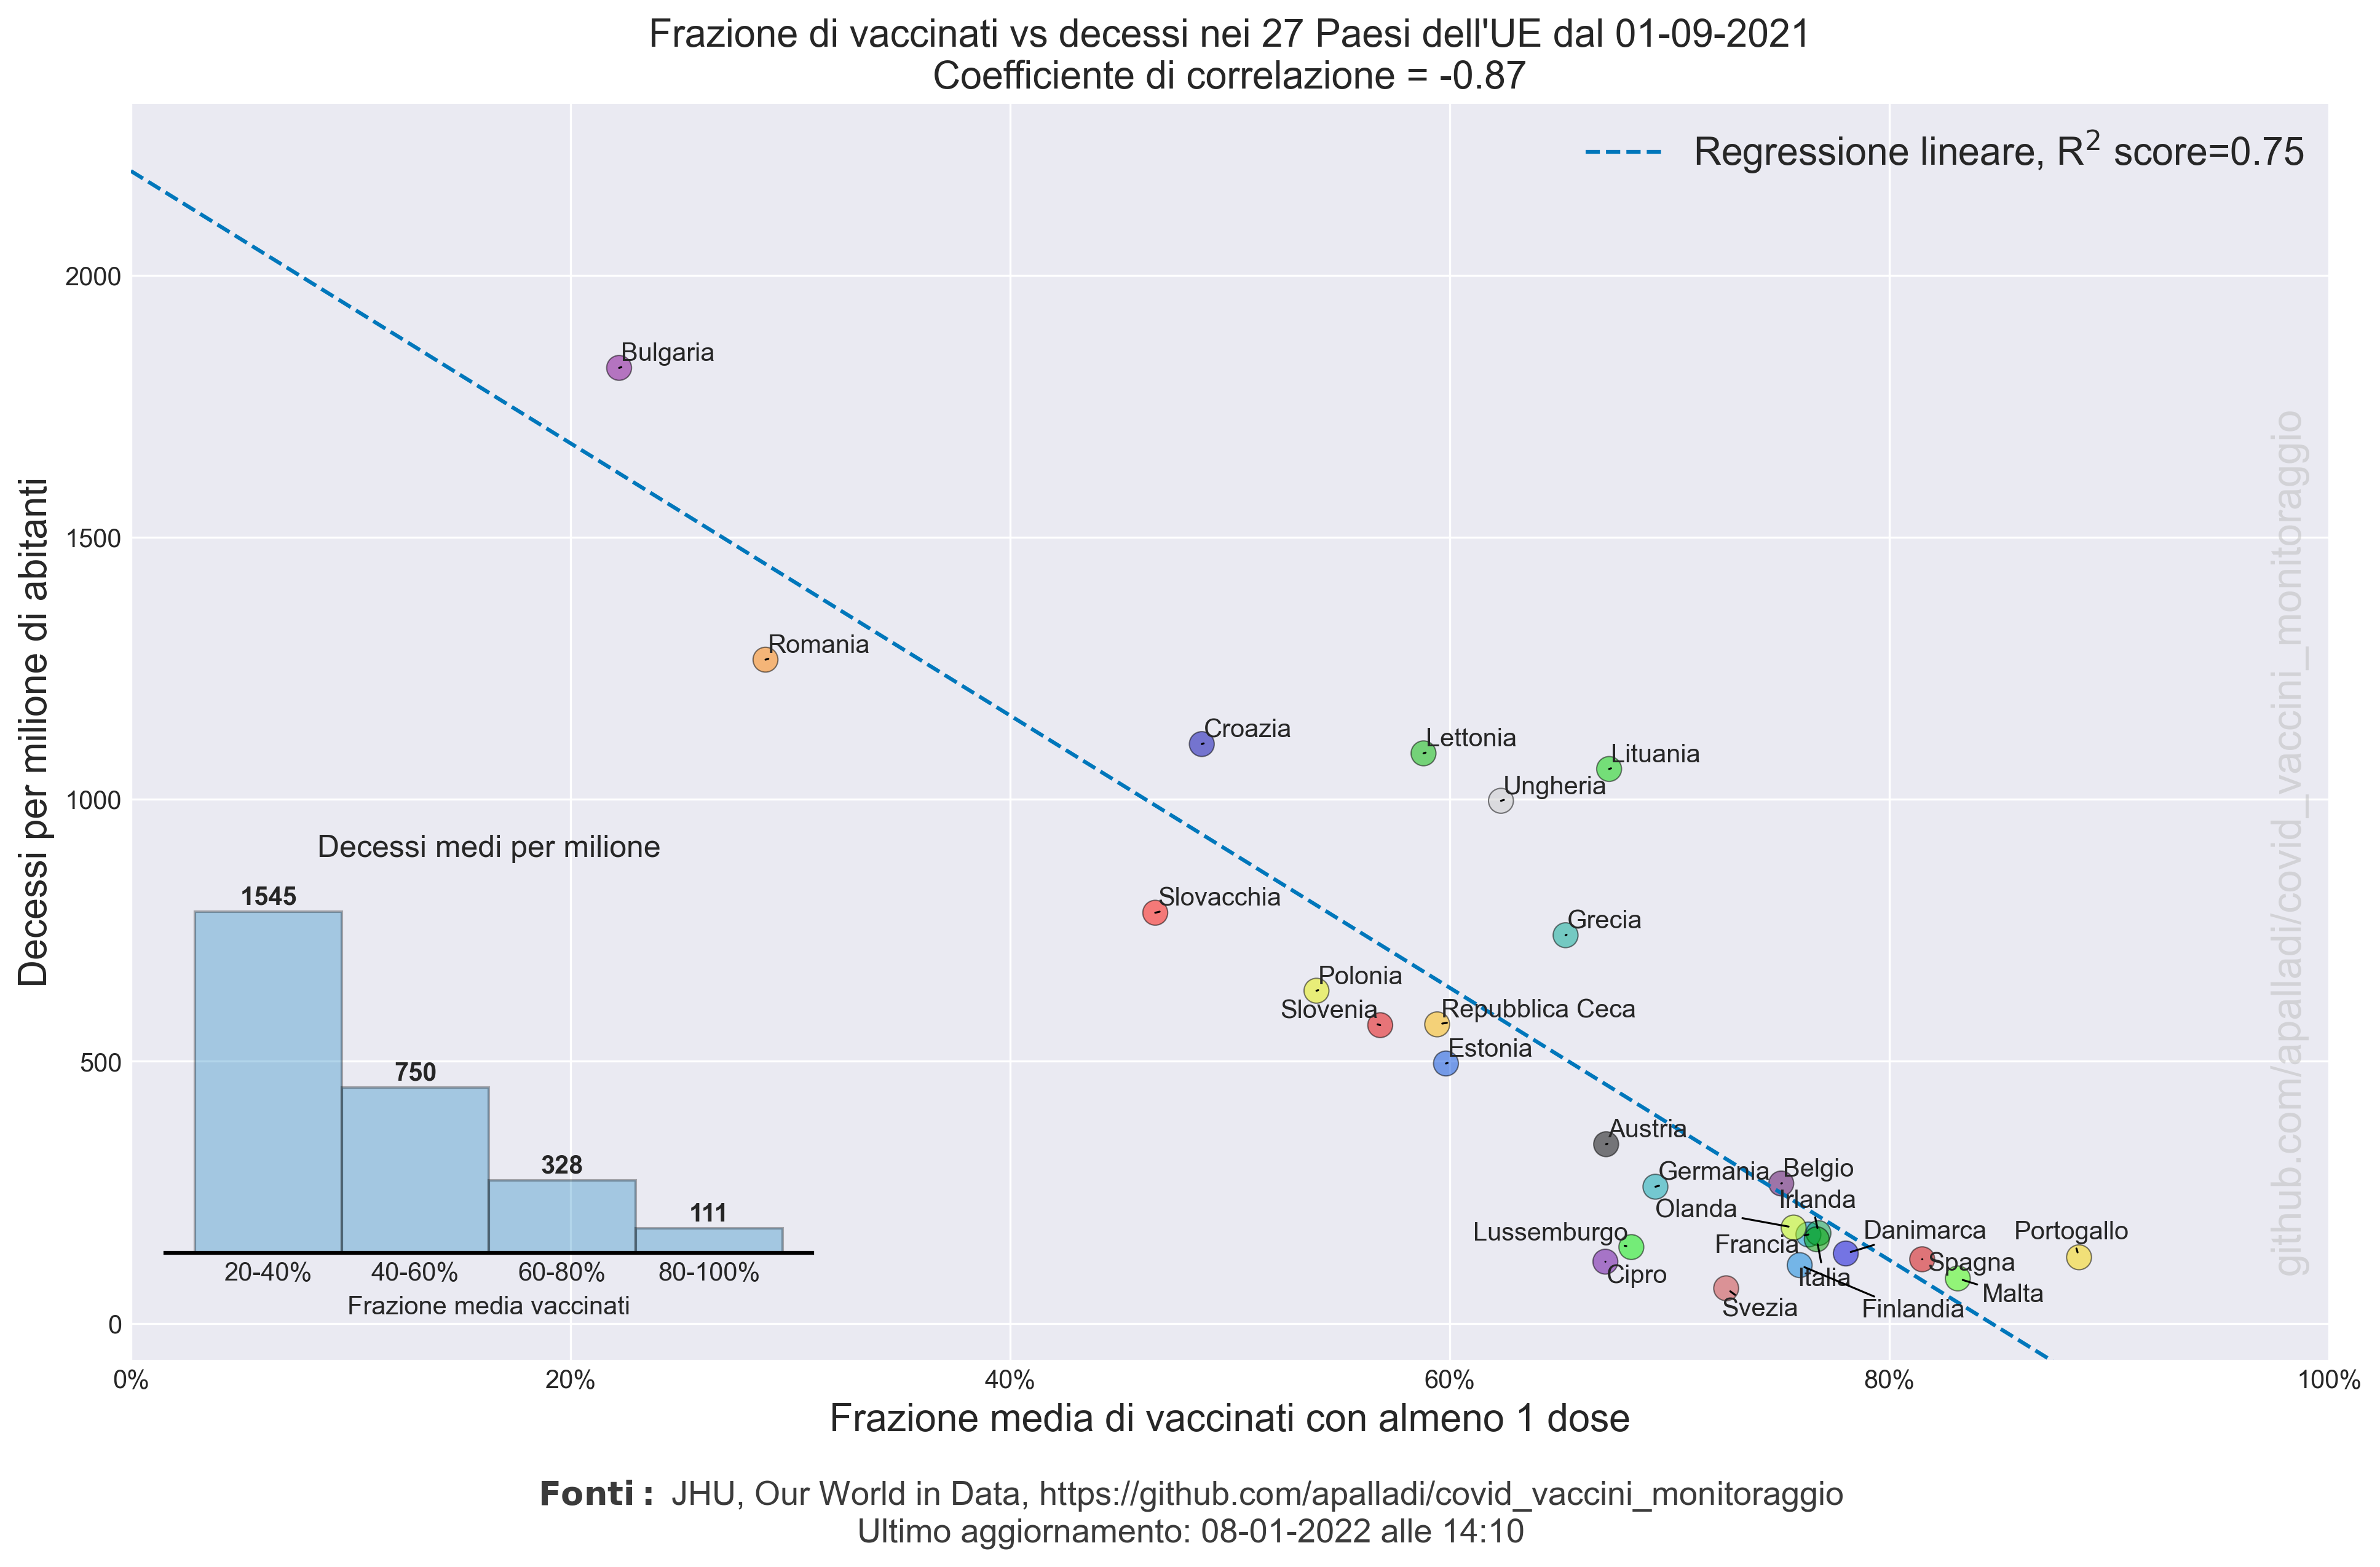 Frazione di vaccinati vs decessi nei 27 Paesi dell'UE dal 01-09-2021
Coefficiente di correlazione = -0.87
Regressione lineare, R² score=0.75
Decessi per milione di abitanti
2000
1500
1000
500
0
Bulgaria
Romania
Croazia
Lettonia
Lituania
Ungheria
Slovacchia
Grecia
Polonia
Slovenia
Repubblica Ceca
Estonia
Austria
Germania
Belgio
Irlanda
Olanda
Lussemburgo
Francia
Danimarca
Portogallo
Spagna
Cipro
Italia
Malta
Svezia
Finlandia
Decessi medi per milione
1545
750
328
111
20-40%
40-60%
60-80%
80-100%
Frazione media vaccinati
github.com/apalladi/covid_vaccini_monitoraggio
0%
20%
40%
60%
80%
100%
Frazione media di vaccinati con almeno 1 dose
Fonti : JHU, Our World in Data, https://github.com/apalladi/covid_vaccini_monitoraggio
Ultimo aggiornamento: 08-01-2022 alle 14:10